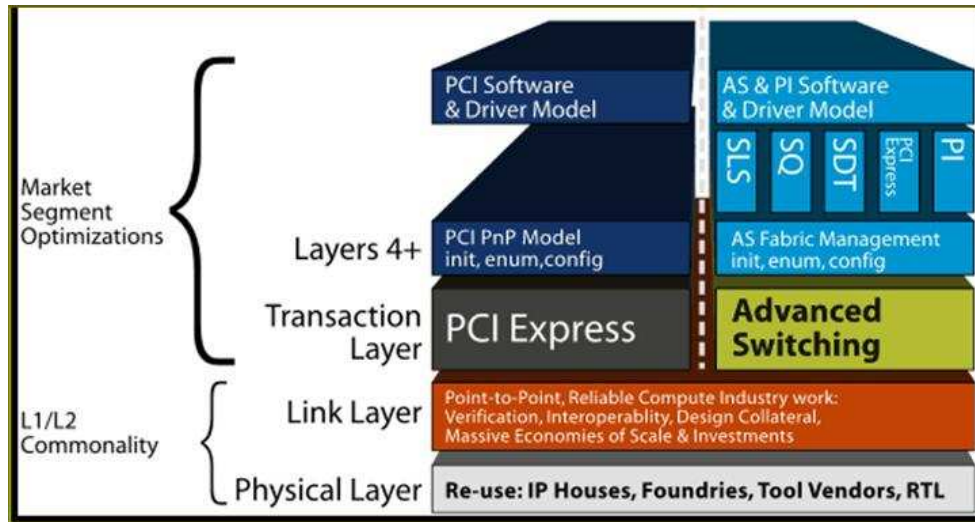 PCI Software
& Driver Model
AS & PI Software
& Driver Model
SLS
SQ
SDT
PCI
Express
PI
Market
Segment
Optimizations
Layers 4+
PCI PnP Model
init, enum,config
AS Fabric Management
init, enum, config
Transaction
Layer
PCI Express
Advanced
Switching
L1/L2
Commonality
Link Layer
Point-to-Point, Reliable Compute Industry work:
Verification, Interoperablity, Design Collateral,
Massive Economies of Scale & Investments
Physical Layer
Re-use: IP Houses, Foundries, Tool Vendors, RTL